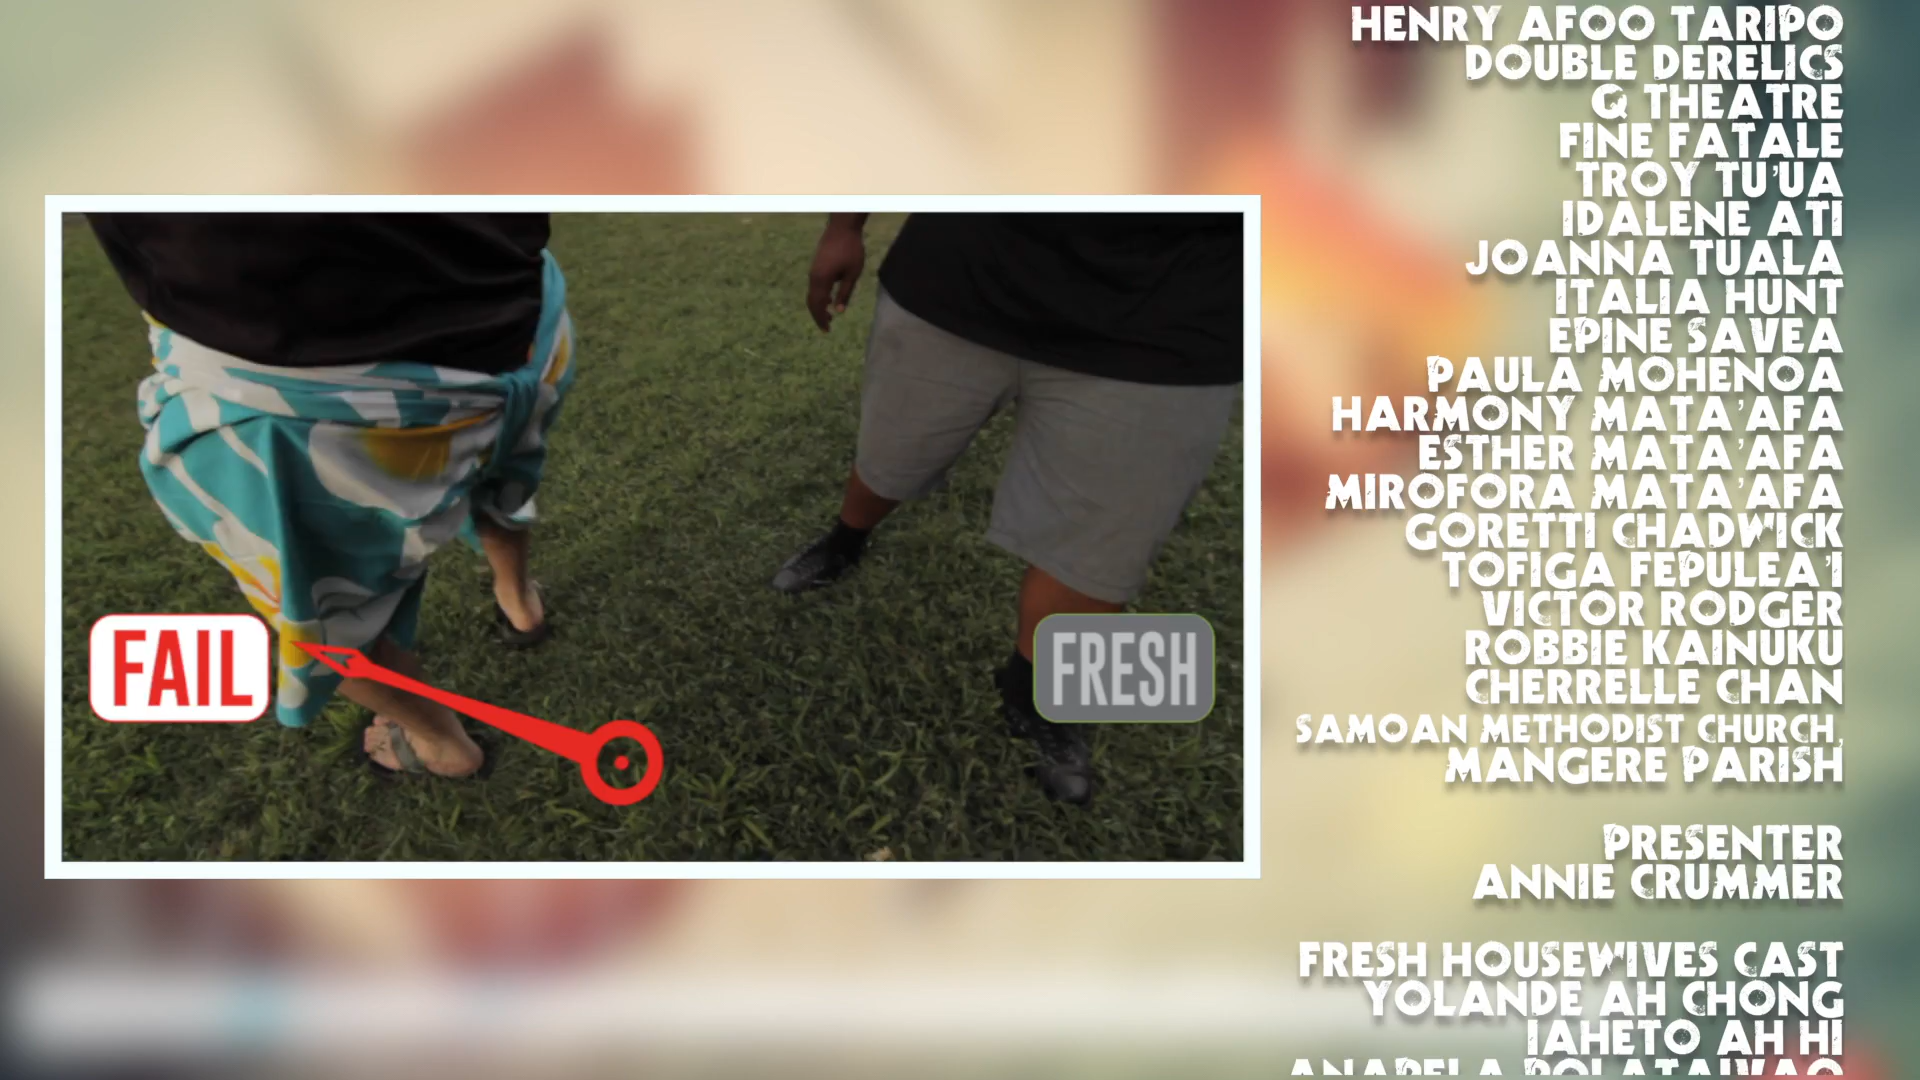 FAIL
FRESH
HENRY AFOO TARIPO
DOUBLE DERELICS
Q THEATRE
FINE FATALE
TROY TU'UA
IDALENE ATI
JOANNA TUALA
ITALIA HUNT
EPINE SAVEA
PAULA MOHENOA
HARMONY MATA'AFA
ESTHER MATA'AFA
MIROFORA MATA'AFA
GORETTI CHADWICK
TOFIGA FEPULEA'I
VICTOR RODGER
ROBBIE KAINUKU
CHERRELLE CHAN
SAMOAN METHODIST CHURCH,
MANGERE PARISH
PRESENTER
ANNIE CRUMMER
FRESH HOUSEWIVES CAST
YOLANDE AH CHONG
IAHETO AH HI